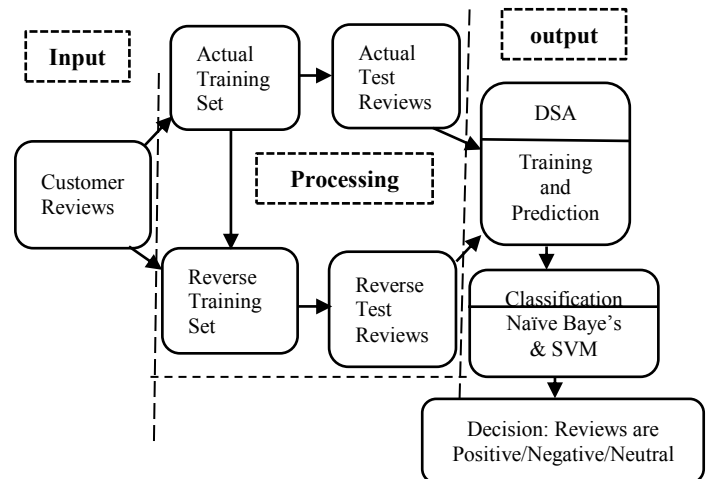 Input
Actual
Training
Set
Actual
Test
Reviews
output
Customer
Reviews
Processing
DSA
Training
and
Prediction
Reverse
Training
Set
Reverse
Test
Reviews
Classification
Naïve Baye’s
& SVM
Decision: Reviews are
Positive/Negative/Neutral